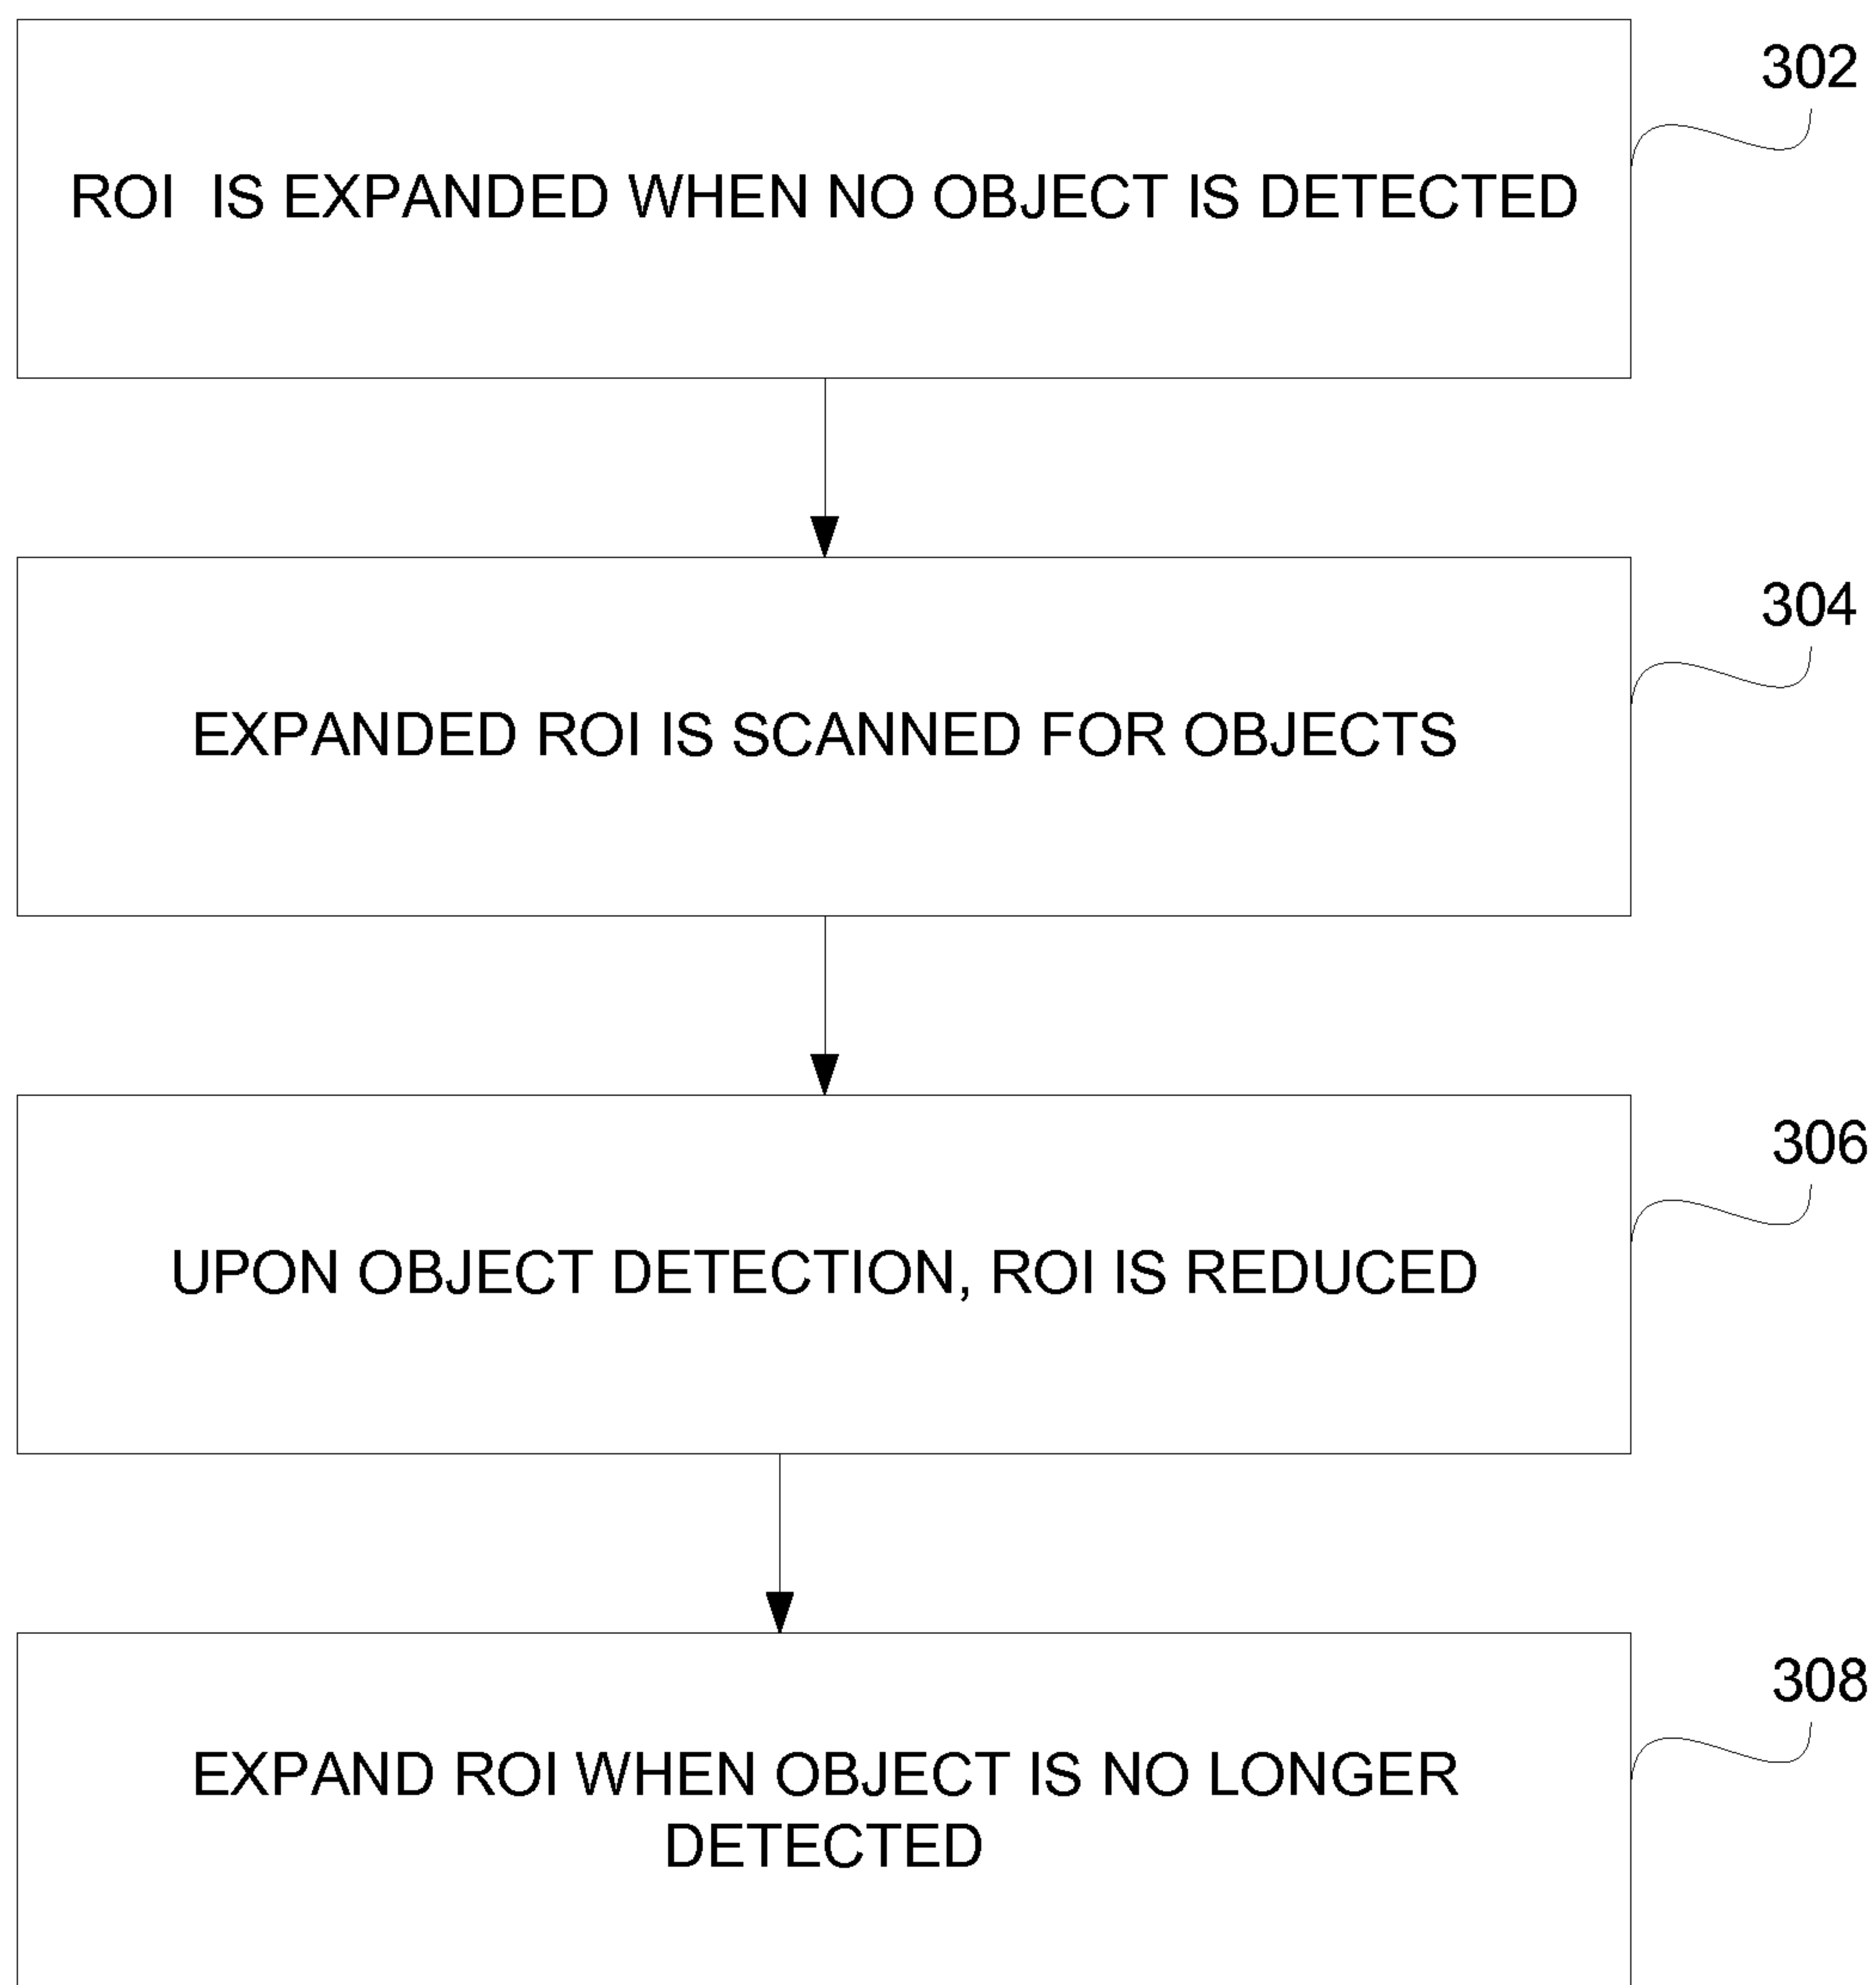 302
ROI IS EXPANDED WHEN NO OBJECT IS DETECTED
304
EXPANDED ROI IS SCANNED FOR OBJECTS
306
UPON OBJECT DETECTION, ROI IS REDUCED
308
EXPAND ROI WHEN OBJECT IS NO LONGER
DETECTED